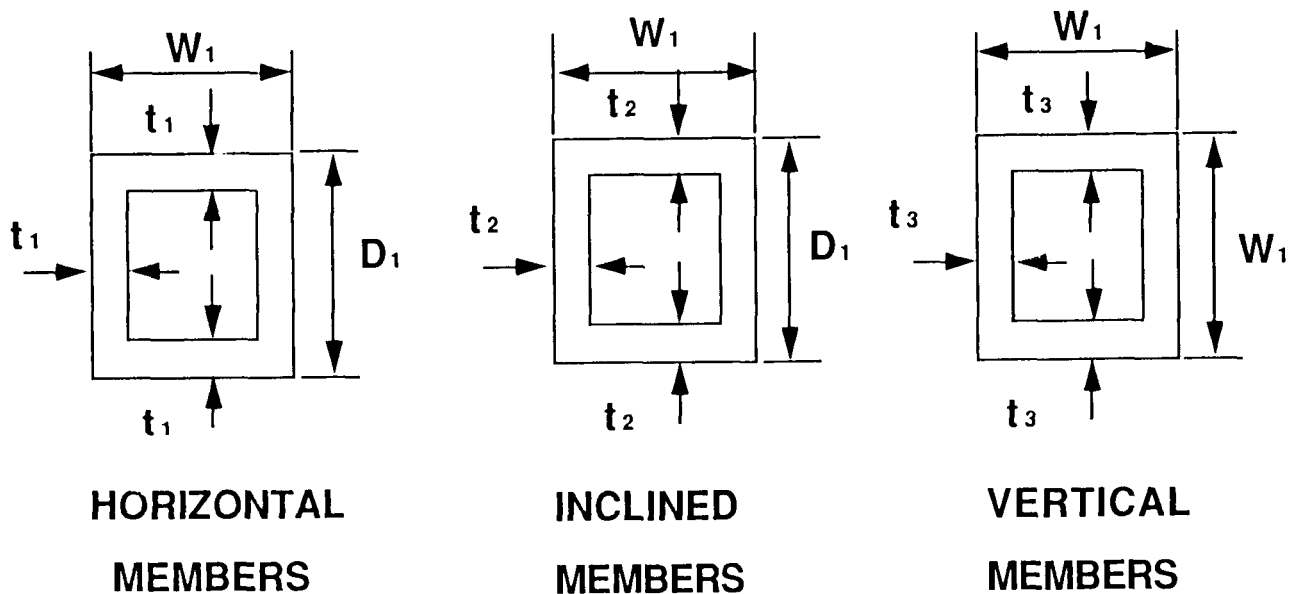 W1
t1
t1
D1
t1
HORIZONTAL
MEMBERS
W1
t2
t2
D1
t2
INCLINED
MEMBERS
W1
t3
t3
W1
t3
VERTICAL
MEMBERS